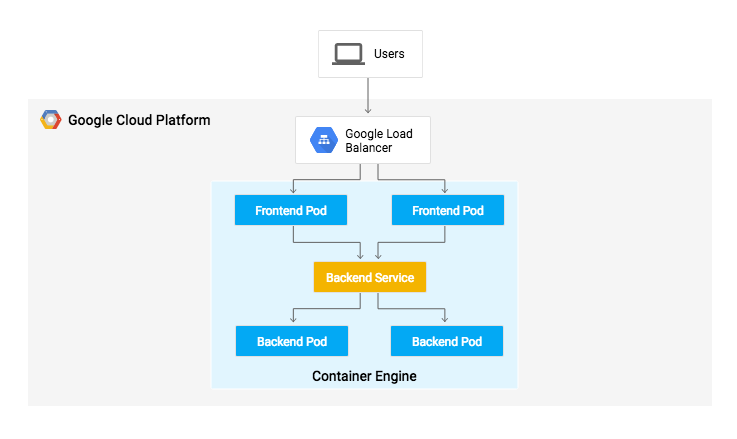 Users
Google Cloud Platform
Google Load
Balancer
Frontend Pod
Frontend Pod
Backend Service
Backend Pod
Backend Pod
Container Engine